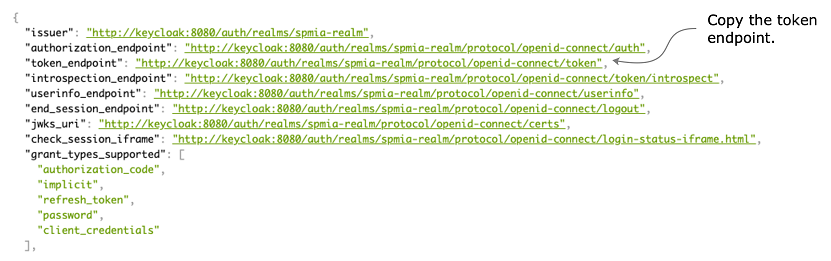 {
"issuer": "http://keycloak:8080/auth/realms/spmia-realm",
"authorization_endpoint": "http://keycloak:8080/auth/realms/spmia-realm/protocol/openid-connect/auth",
"token_endpoint": "http://keycloak:8080/auth/realms/spmia-realm/protocol/openid-connect/token",
"introspection_endpoint": "http://keycloak:8080/auth/realms/spmia-realm/protocol/openid-connect/token/introspect",
"userinfo_endpoint": "http://keycloak:8080/auth/realms/spmia-realm/protocol/openid-connect/userinfo",
"end_session_endpoint": "http://keycloak:8080/auth/realms/spmia-realm/protocol/openid-connect/logout",
"jwks_uri": "http://keycloak:8080/auth/realms/spmia-realm/protocol/openid-connect/certs",
"check_session_iframe": "http://keycloak:8080/auth/realms/spmia-realm/protocol/openid-connect/login-status-iframe.html",
"grant_types_supported": [
"authorization_code",
"implicit",
"refresh_token",
"password",
"client_credentials"
],
Copy the token
endpoint.